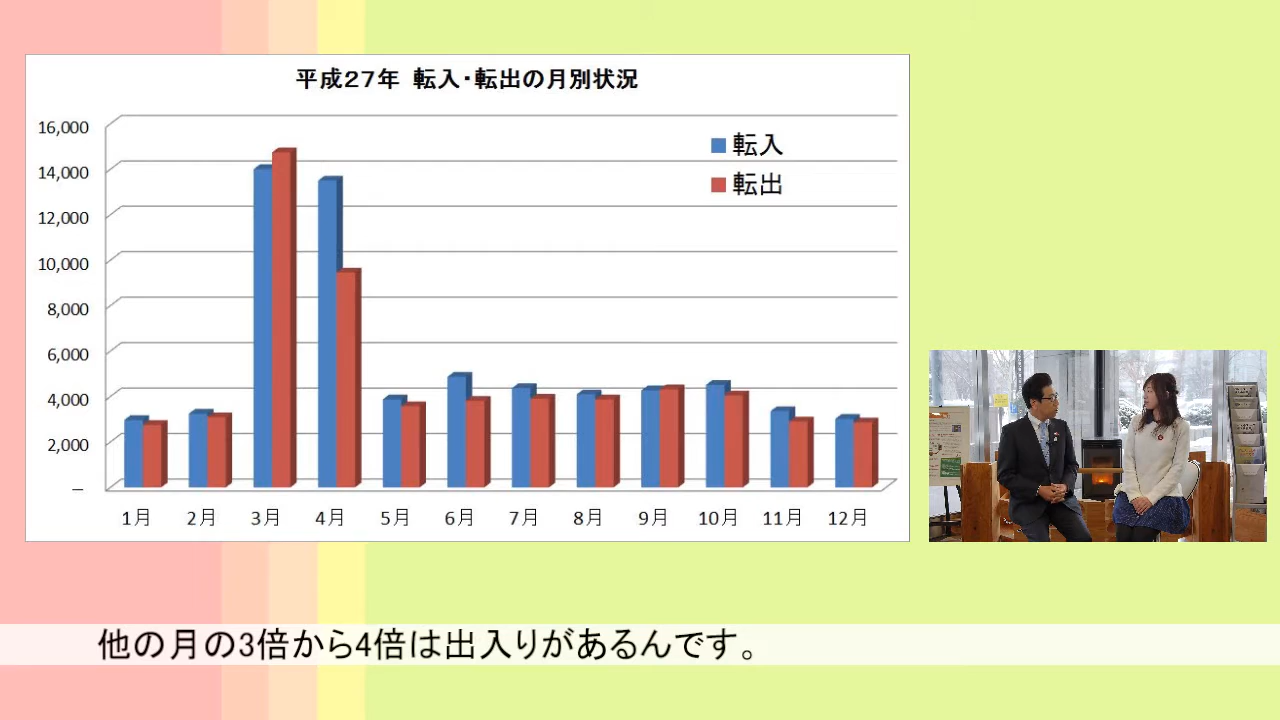 平成27年 転入・転出の月別状況
16,000
14,000
12,000
10,000
8,000
6,000
4,000
2,000
–
転入
転出
1月 2月 3月 4月 5月 6月 7月 8月 9月 10月 11月 12月
他の月の3倍から4倍は出入りがあるんです。